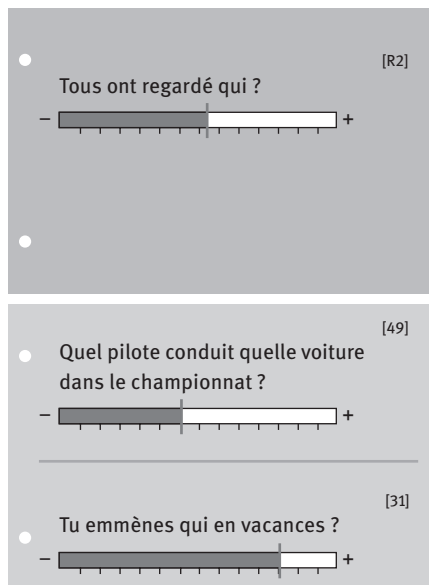 [R2]
Tous ont regardé qui ?
– +
[49]
Quel pilote conduit quelle voiture
dans le championnat ?
– +
[31]
Tu emmènes qui en vacances ?
– +